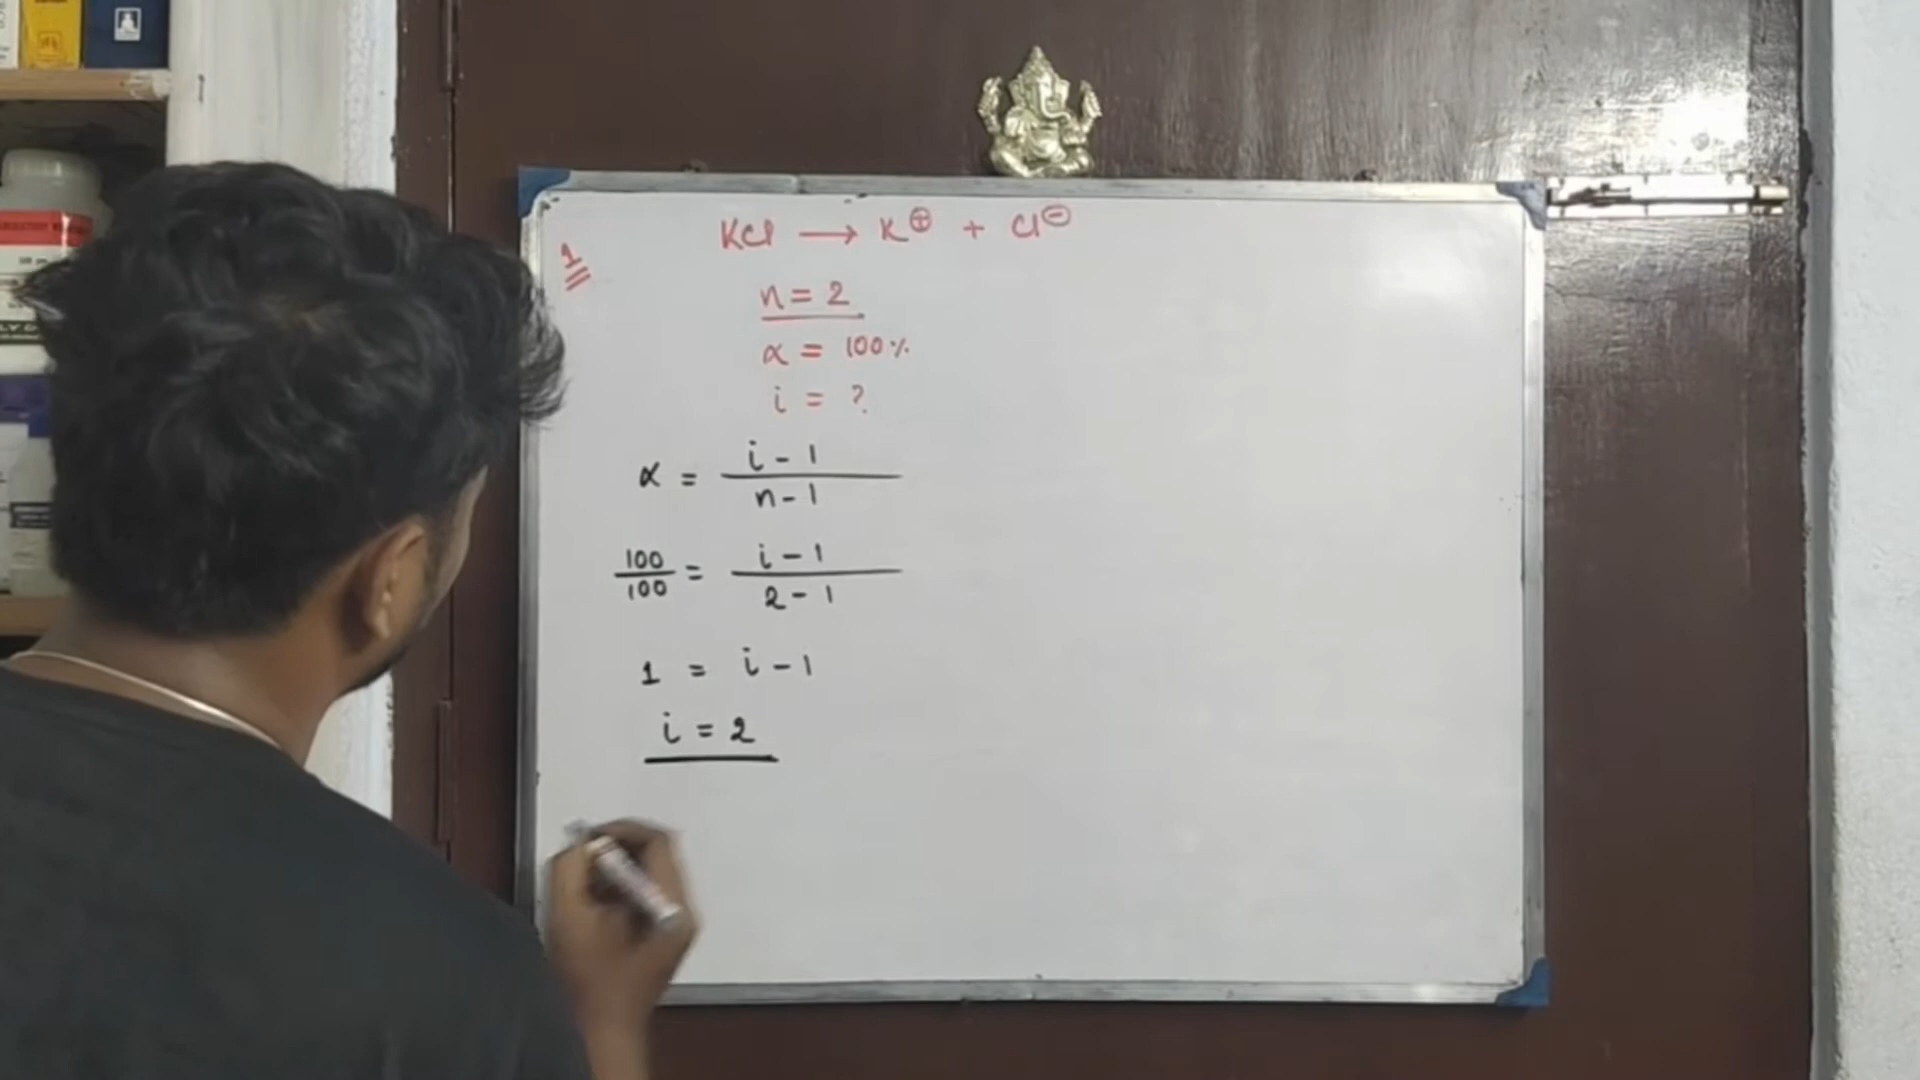 1
KCl ⟶ K⊕ + Cl⊖
n = 2
α = 100%
i = ?
α = i - 1 / n - 1
100/100 = i - 1 / 2 - 1
1 = i - 1
i = 2